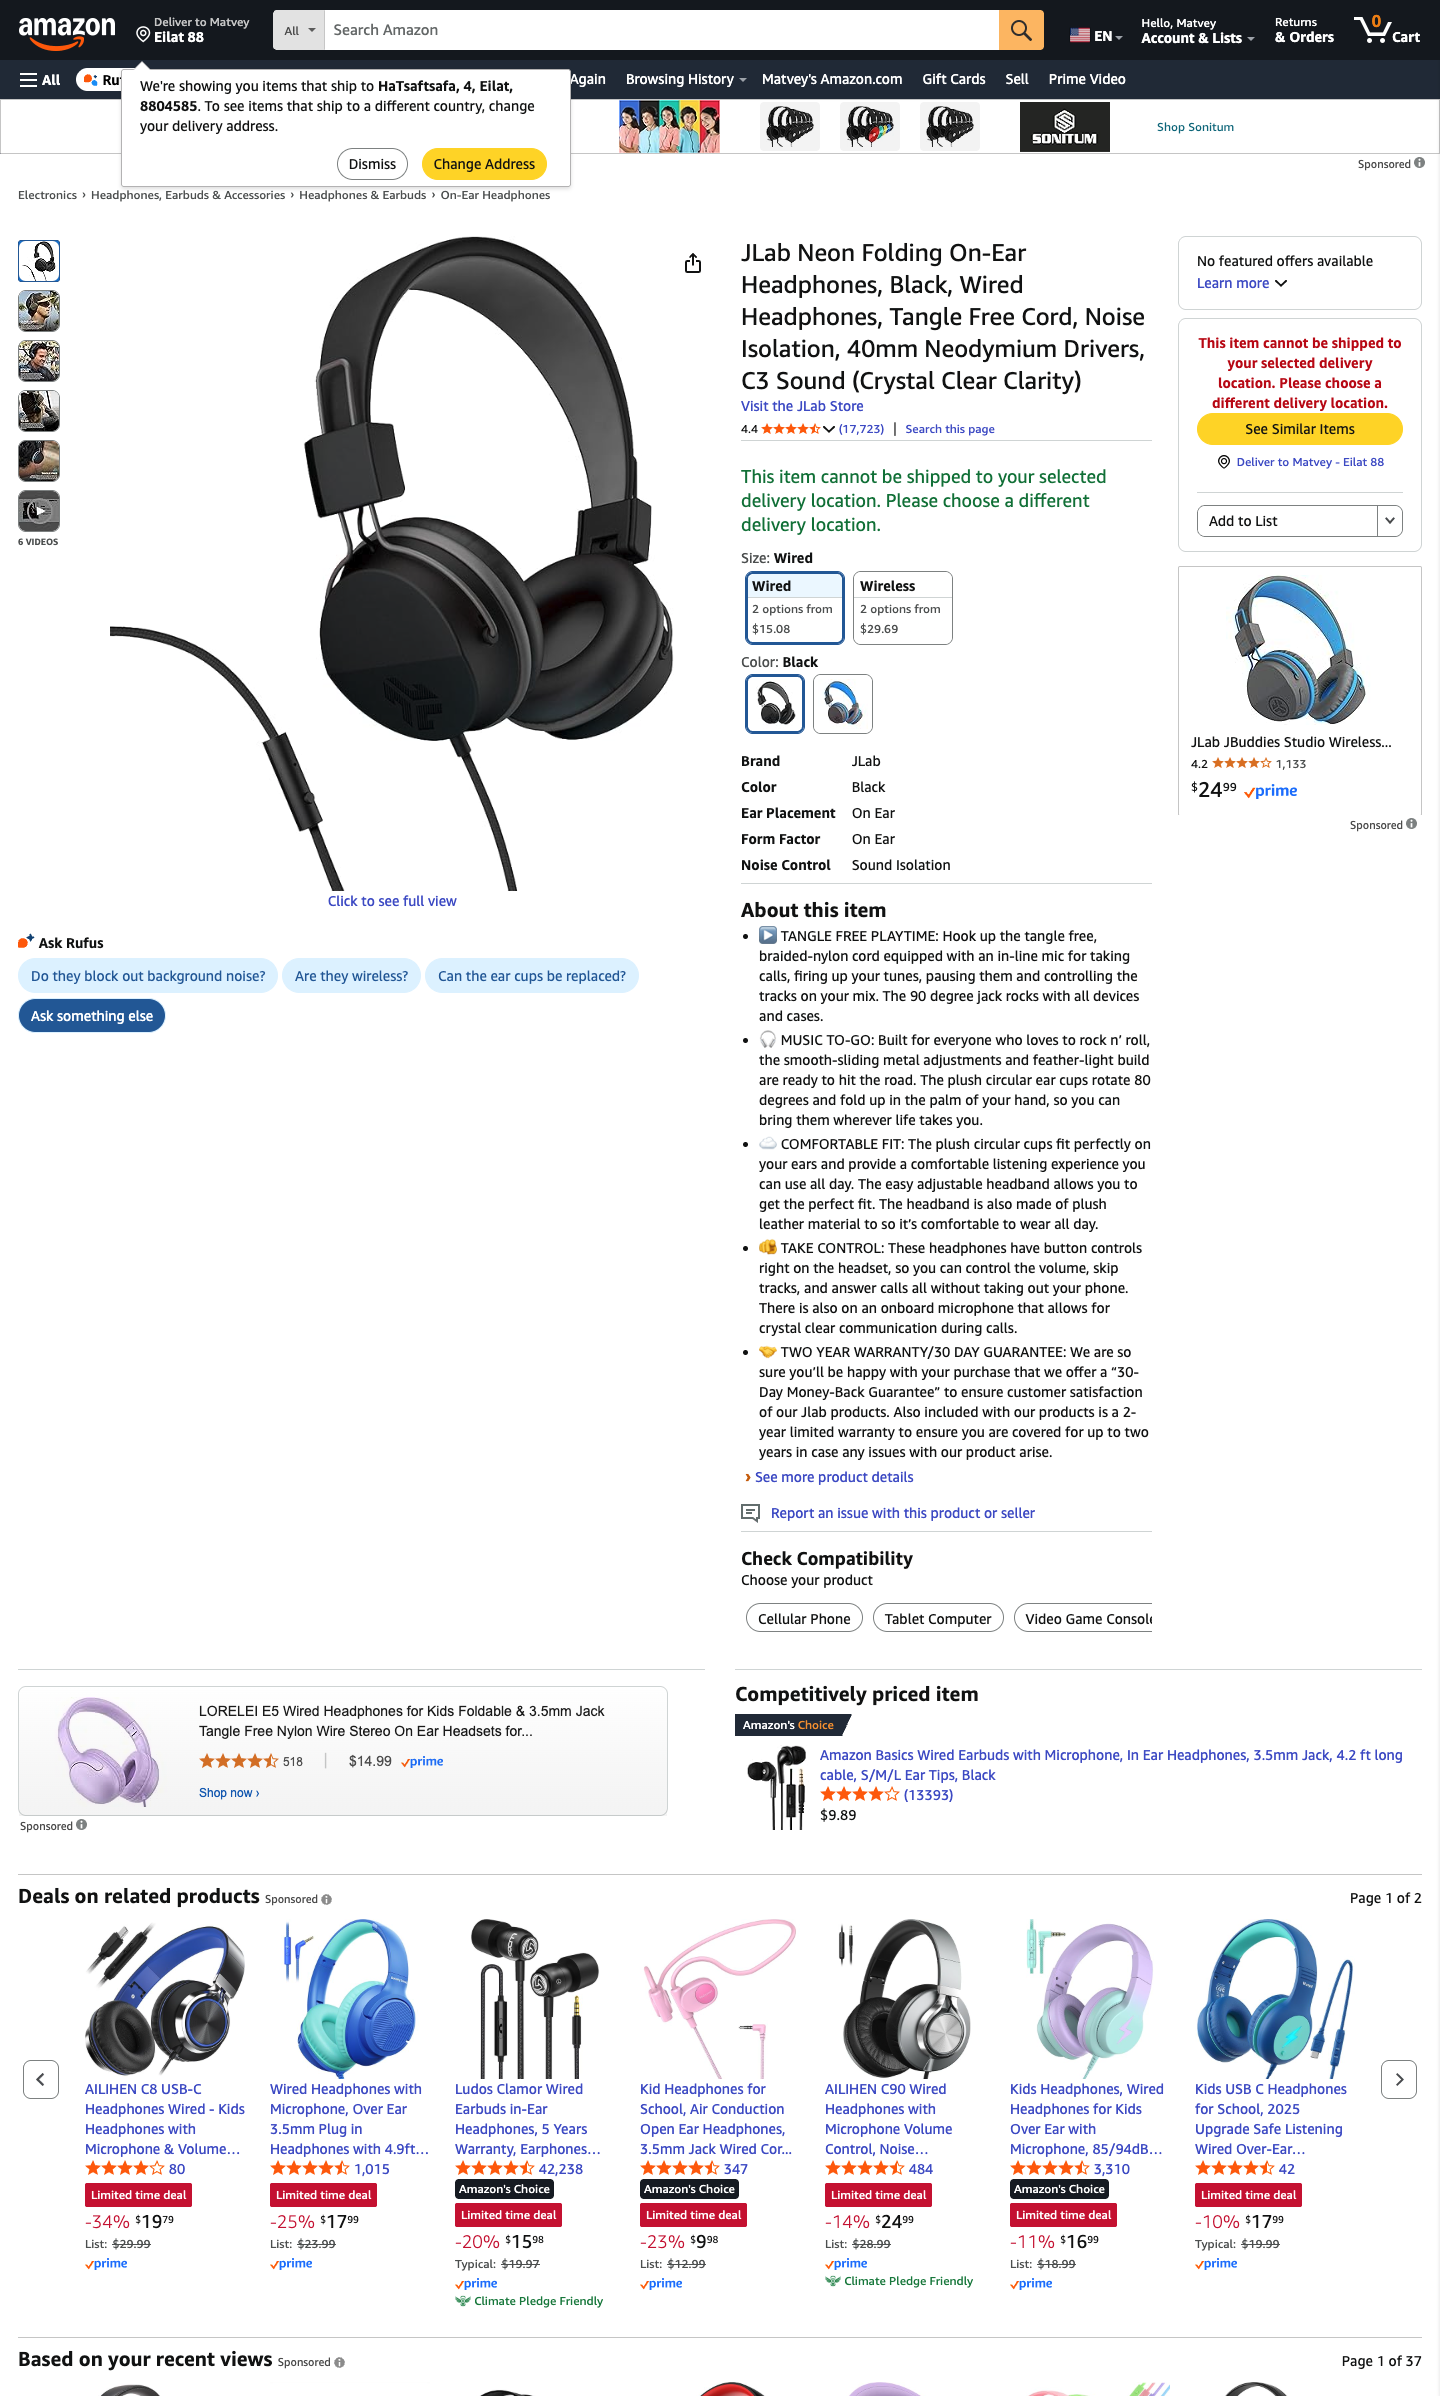 amazon
Deliver to Matvey
Eilat 88
All
Search Amazon
EN
Hello, Matvey
Account & Lists
Returns
& Orders
0
Cart
All
Again
Browsing History
Matvey's Amazon.com
Gift Cards
Sell
Prime Video
We're showing you items that ship to HaTsaftsafa, 4, Eilat,
8804585. To see items that ship to a different country, change
your delivery address.
Dismiss
Change Address
SONITUM
Shop Sonitum
Sponsored
Electronics › Headphones, Earbuds & Accessories › Headphones & Earbuds › On-Ear Headphones
6 VIDEOS
Click to see full view
Ask Rufus
Do they block out background noise?
Are they wireless?
Can the ear cups be replaced?
Ask something else
JLab Neon Folding On-Ear
Headphones, Black, Wired
Headphones, Tangle Free Cord, Noise
Isolation, 40mm Neodymium Drivers,
C3 Sound (Crystal Clear Clarity)
Visit the JLab Store
4.4 (17,723) | Search this page
This item cannot be shipped to your selected
delivery location. Please choose a different
delivery location.
Size: Wired
Wired
2 options from
$15.08
Wireless
2 options from
$29.69
Color: Black
Brand JLab
Color Black
Ear Placement On Ear
Form Factor On Ear
Noise Control Sound Isolation
About this item
TANGLE FREE PLAYTIME: Hook up the tangle free,
braided-nylon cord equipped with an in-line mic for taking
calls, firing up your tunes, pausing them and controlling the
tracks on your mix. The 90 degree jack rocks with all devices
and cases.
MUSIC TO-GO: Built for everyone who loves to rock n’ roll,
the smooth-sliding metal adjustments and feather-light build
are ready to hit the road. The plush circular ear cups rotate 80
degrees and fold up in the palm of your hand, so you can
bring them wherever life takes you.
COMFORTABLE FIT: The plush circular cups fit perfectly on
your ears and provide a comfortable listening experience you
can use all day. The easy adjustable headband allows you to
get the perfect fit. The headband is also made of plush
leather material to so it’s comfortable to wear all day.
TAKE CONTROL: These headphones have button controls
right on the headset, so you can control the volume, skip
tracks, and answer calls all without taking out your phone.
There is also on an onboard microphone that allows for
crystal clear communication during calls.
TWO YEAR WARRANTY/30 DAY GUARANTEE: We are so
sure you’ll be happy with your purchase that we offer a “30-
Day Money-Back Guarantee” to ensure customer satisfaction
of our Jlab products. Also included with our products is a 2-
year limited warranty to ensure you are covered for up to two
years in case any issues with our product arise.
› See more product details
Report an issue with this product or seller
Check Compatibility
Choose your product
Cellular Phone
Tablet Computer
Video Game Console
No featured offers available
Learn more
This item cannot be shipped to
your selected delivery
location. Please choose a
different delivery location.
See Similar Items
Deliver to Matvey - Eilat 88
Add to List
JLab JBuddies Studio Wireless...
4.2 1,133
$24 99 prime
Sponsored
LORELEI E5 Wired Headphones for Kids Foldable & 3.5mm Jack
Tangle Free Nylon Wire Stereo On Ear Headsets for...
518 | $14.99 prime
Shop now ›
Sponsored
Competitively priced item
Amazon's Choice
Amazon Basics Wired Earbuds with Microphone, In Ear Headphones, 3.5mm Jack, 4.2 ft long
cable, S/M/L Ear Tips, Black
(13393)
$9.89
Deals on related products Sponsored
Page 1 of 2
AILIHEN C8 USB-C
Headphones Wired - Kids
Headphones with
Microphone & Volume…
80
Limited time deal
-34% $19 79
List: $29.99
prime
Wired Headphones with
Microphone, Over Ear
3.5mm Plug in
Headphones with 4.9ft…
1,015
Limited time deal
-25% $17 99
List: $23.99
prime
Ludos Clamor Wired
Earbuds in-Ear
Headphones, 5 Years
Warranty, Earphones…
42,238
Amazon's Choice
Limited time deal
-20% $15 98
Typical: $19.97
prime
Climate Pledge Friendly
Kid Headphones for
School, Air Conduction
Open Ear Headphones,
3.5mm Jack Wired Cor…
347
Amazon's Choice
Limited time deal
-23% $9 98
List: $12.99
prime
AILIHEN C90 Wired
Headphones with
Microphone Volume
Control, Noise…
484
Limited time deal
-14% $24 99
List: $28.99
prime
Climate Pledge Friendly
Kids Headphones, Wired
Headphones for Kids
Over Ear with
Microphone, 85/94dB…
3,310
Amazon's Choice
Limited time deal
-11% $16 99
List: $18.99
prime
Kids USB C Headphones
for School, 2025
Upgrade Safe Listening
Wired Over-Ear…
42
Limited time deal
-10% $17 99
Typical: $19.99
prime
Based on your recent views Sponsored
Page 1 of 37